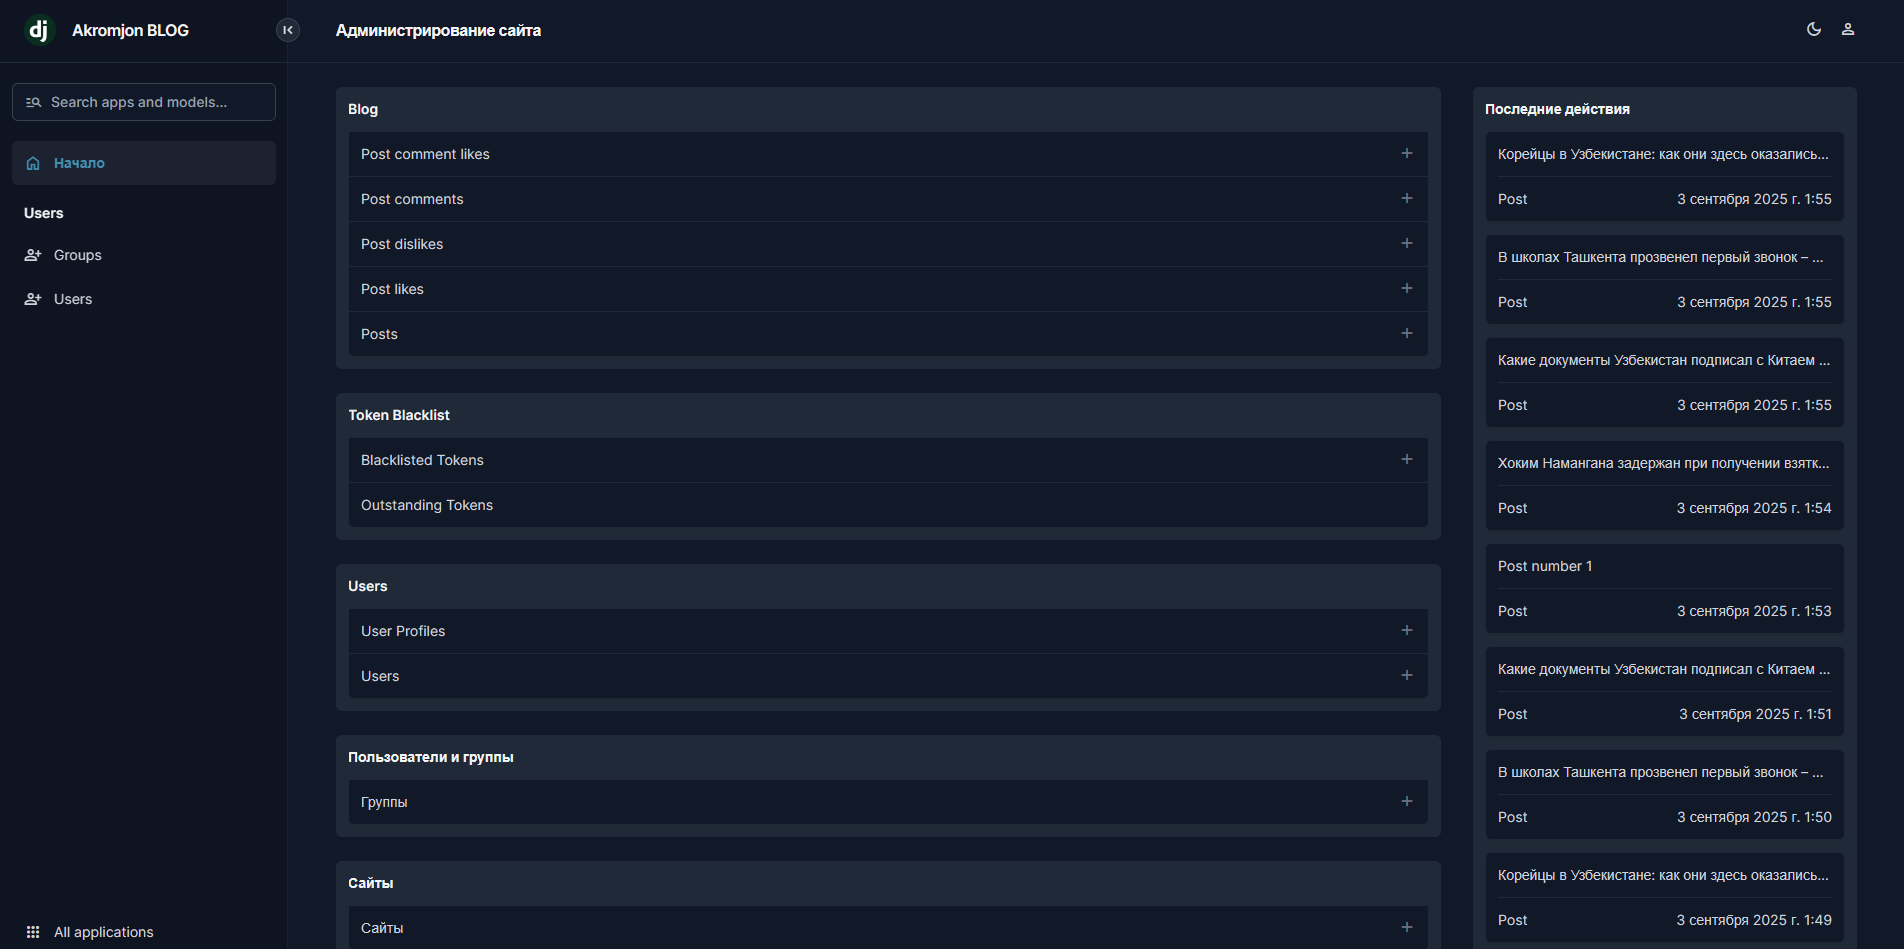 dj
Akromjon BLOG
Search apps and models...
Начало
Users
Groups
Users
All applications
Администрирование сайта
Blog
Post comment likes
Post comments
Post dislikes
Post likes
Posts
Token Blacklist
Blacklisted Tokens
Outstanding Tokens
Users
User Profiles
Users
Пользователи и группы
Группы
Сайты
Сайты
Последние действия
Корейцы в Узбекистане: как они здесь оказались...
Post 3 сентября 2025 г. 1:55
В школах Ташкента прозвенел первый звонок – ...
Post 3 сентября 2025 г. 1:55
Какие документы Узбекистан подписал с Китаем ...
Post 3 сентября 2025 г. 1:55
Хоким Намангана задержан при получении взятк...
Post 3 сентября 2025 г. 1:54
Post number 1
Post 3 сентября 2025 г. 1:53
Какие документы Узбекистан подписал с Китаем ...
Post 3 сентября 2025 г. 1:51
В школах Ташкента прозвенел первый звонок – ...
Post 3 сентября 2025 г. 1:50
Корейцы в Узбекистане: как они здесь оказались...
Post 3 сентября 2025 г. 1:49